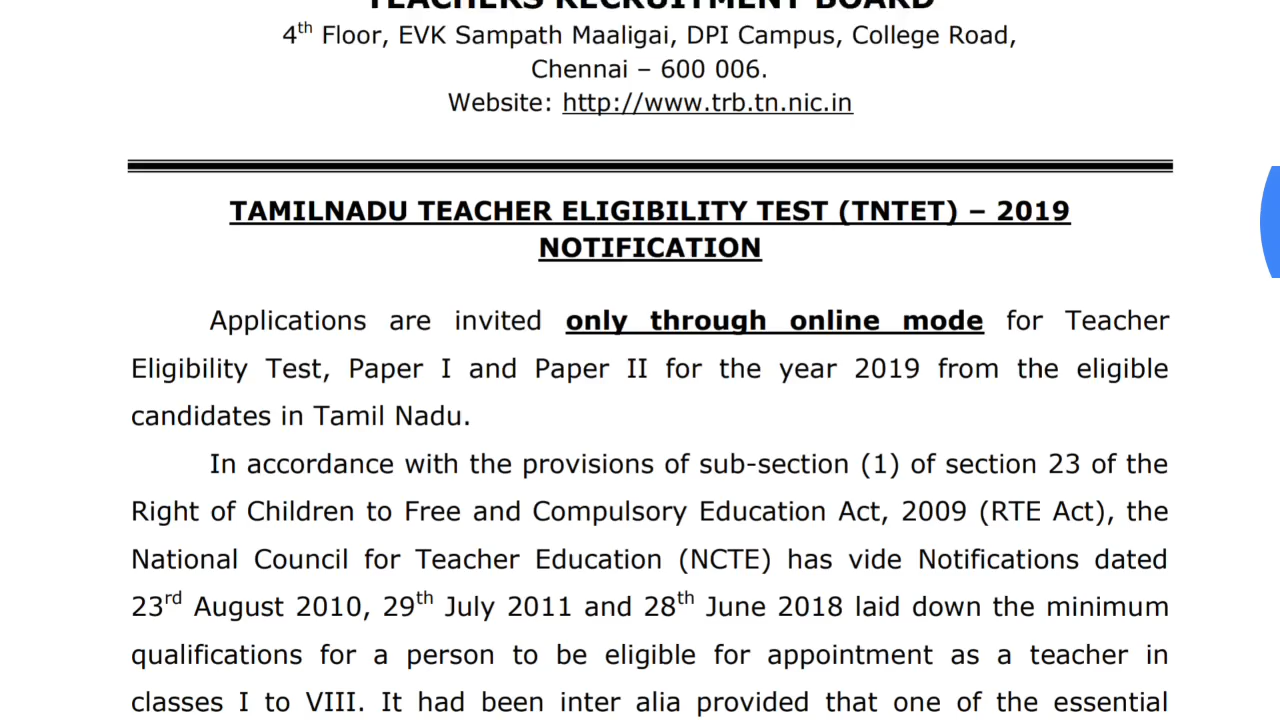 TEACHERS RECRUITMENT BOARD
4th Floor, EVK Sampath Maaligai, DPI Campus, College Road,
Chennai – 600 006.
Website: http://www.trb.tn.nic.in
TAMILNADU TEACHER ELIGIBILITY TEST (TNTET) – 2019
NOTIFICATION
Applications are invited only through online mode for Teacher
Eligibility Test, Paper I and Paper II for the year 2019 from the eligible
candidates in Tamil Nadu.
In accordance with the provisions of sub-section (1) of section 23 of the
Right of Children to Free and Compulsory Education Act, 2009 (RTE Act), the
National Council for Teacher Education (NCTE) has vide Notifications dated
23rd August 2010, 29th July 2011 and 28th June 2018 laid down the minimum
qualifications for a person to be eligible for appointment as a teacher in
classes I to VIII. It had been inter alia provided that one of the essential